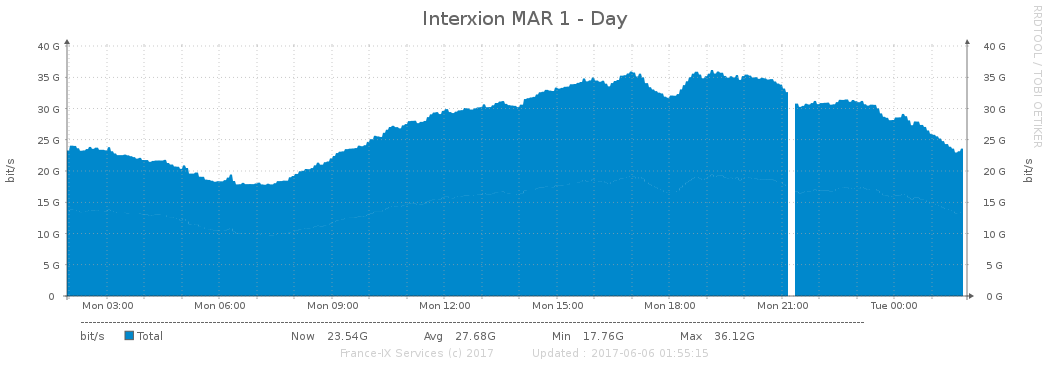 Interxion MAR 1 - Day
RRDTOOL / TOBI OETIKER
40 G 40 G
35 G 35 G
30 G 30 G
25 G 25 G
20 G 20 G
15 G 15 G
10 G 10 G
5 G 5 G
0 0 G
bit/s bit/s
Mon 03:00 Mon 06:00 Mon 09:00 Mon 12:00 Mon 15:00 Mon 18:00 Mon 21:00 Tue 00:00
bit/s Total Now 23.54G Avg 27.68G Min 17.76G Max 36.12G
France-IX Services (c) 2017 Updated : 2017-06-06 01:55:15